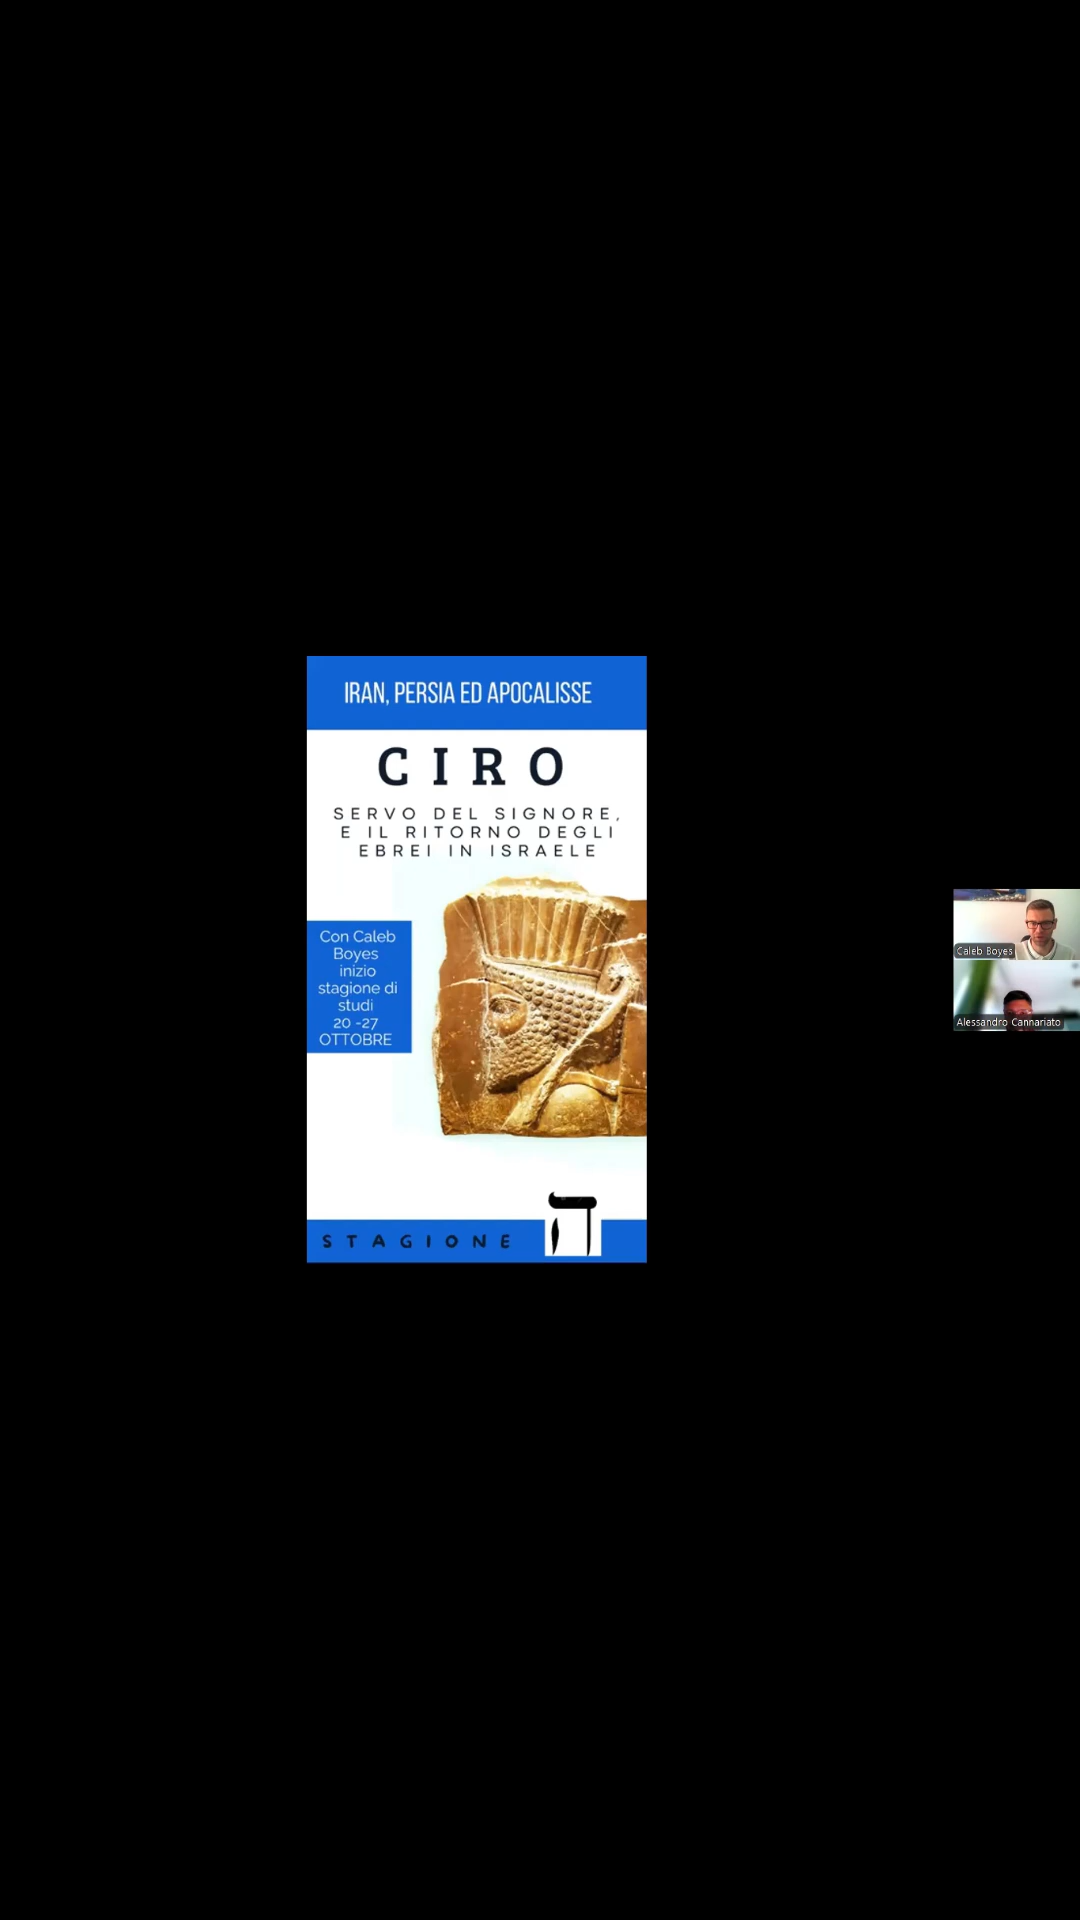 IRAN, PERSIA ED APOCALISSE
CIRO
SERVO DEL SIGNORE,
E IL RITORNO DEGLI
EBREI IN ISRAELE
Con Caleb
Boyes
inizio
stagione di
studi
20 -27
OTTOBRE
STAGIONE
ה
Caleb Boyes
Alessandro Cannariato